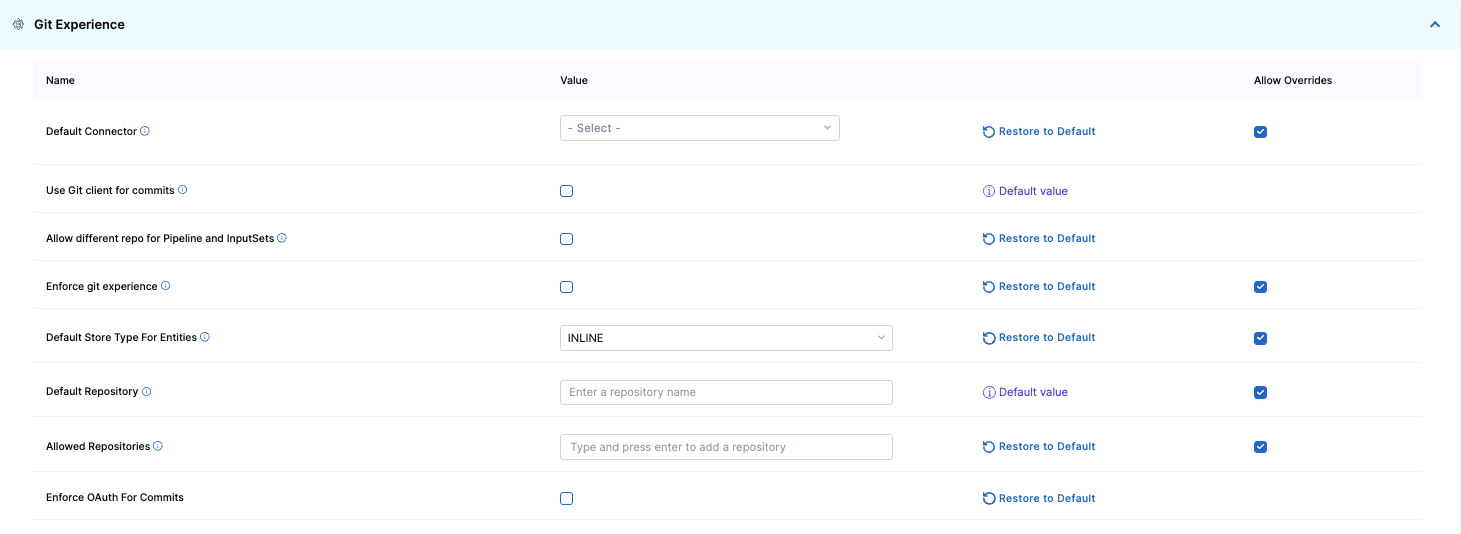 Git Experience
Name Value Allow Overrides
Default Connector - Select - Restore to Default
Use Git client for commits Default value
Allow different repo for Pipeline and InputSets Restore to Default
Enforce git experience Restore to Default
Default Store Type For Entities INLINE Restore to Default
Default Repository Enter a repository name Default value
Allowed Repositories Type and press enter to add a repository Restore to Default
Enforce OAuth For Commits Restore to Default